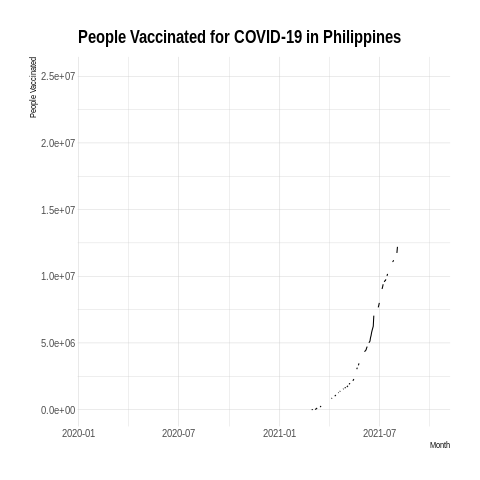 People Vaccinated for COVID-19 in Philippines
People Vaccinated
2.5e+07
2.0e+07
1.5e+07
1.0e+07
5.0e+06
0.0e+00
2020-01 2020-07 2021-01 2021-07
Month